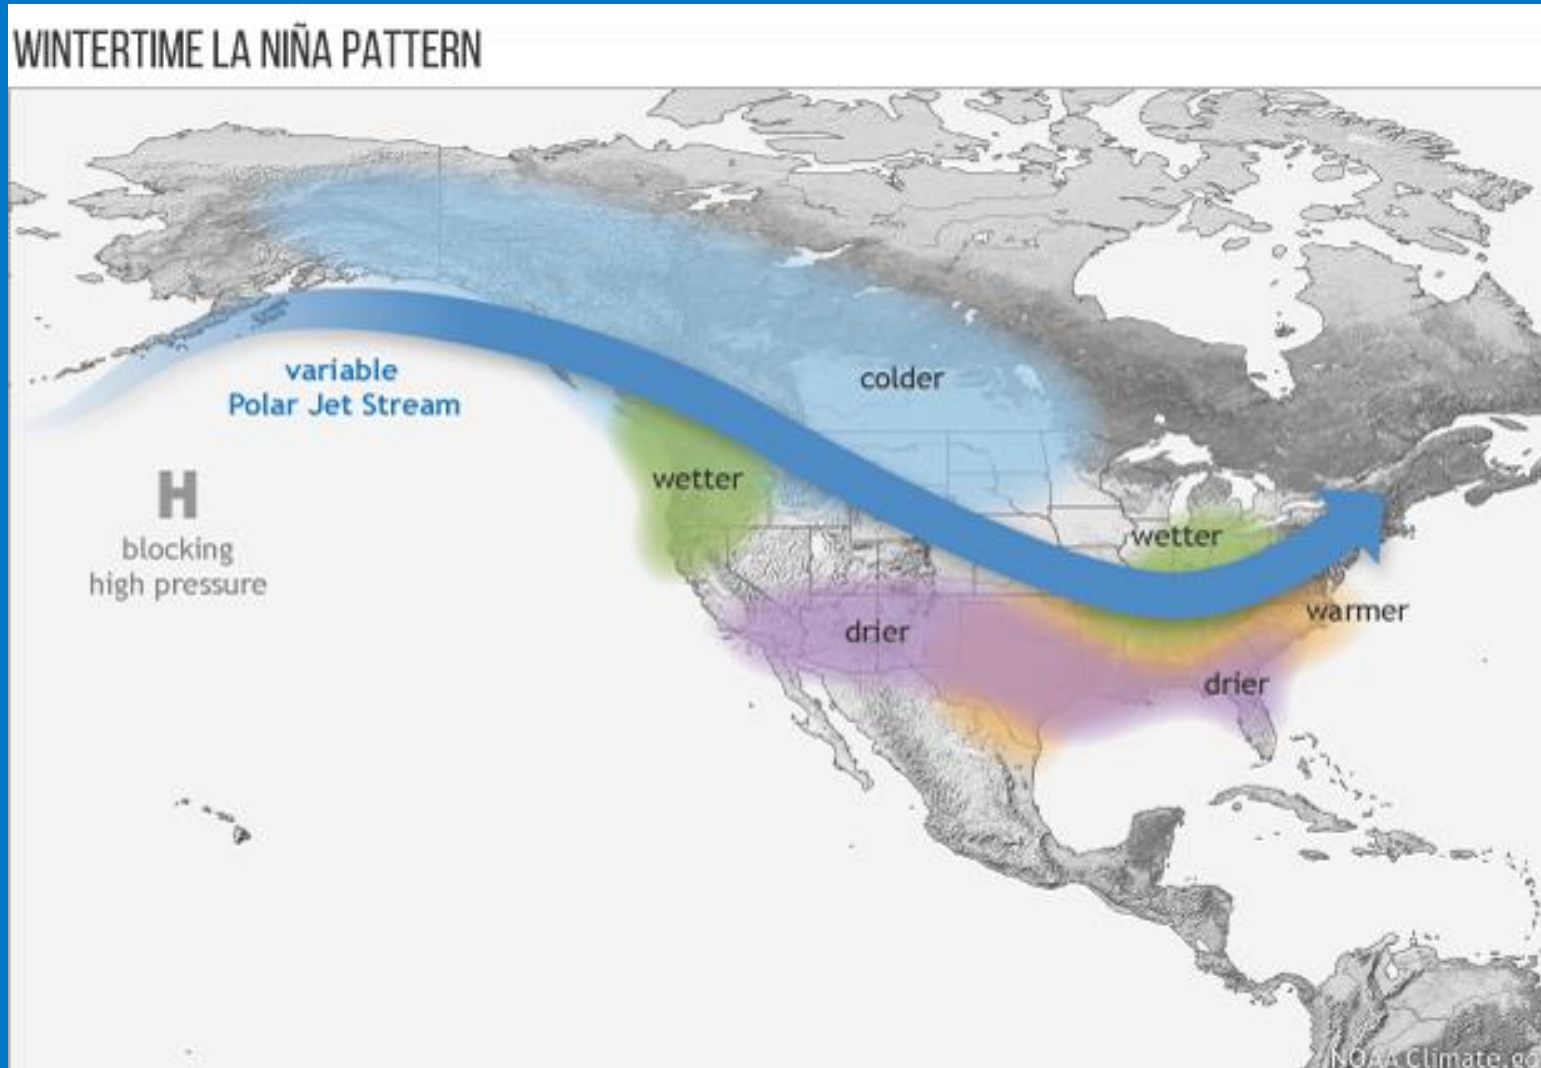 WINTERTIME LA NIÑA PATTERN
variable
Polar Jet Stream
colder
H
wetter
wetter
blocking
high pressure
warmer
drier
drier
NOAA Climate.go